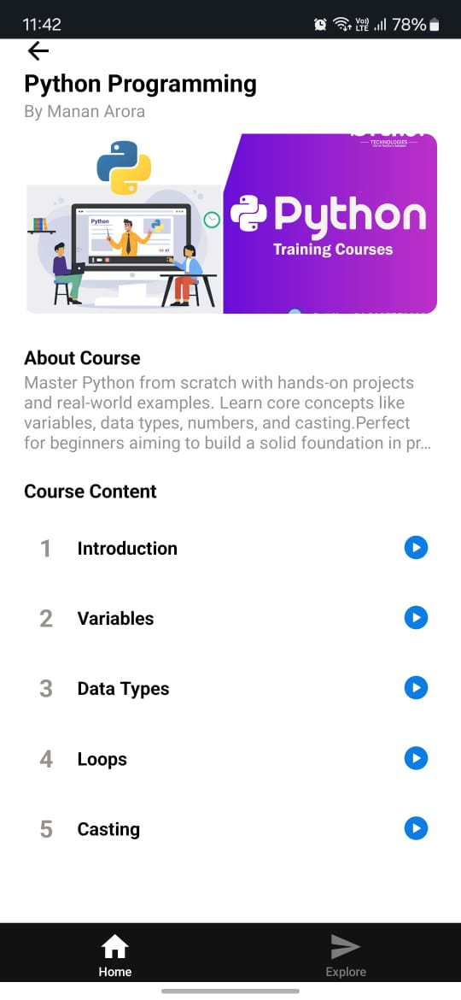 11:42
Vo))
LTE
78%
Python Programming
By Manan Arora
TECHNOLOGIES
Python
Python
Training Courses
About Course
Master Python from scratch with hands-on projects
and real-world examples. Learn core concepts like
variables, data types, numbers, and casting.Perfect
for beginners aiming to build a solid foundation in pr...
Course Content
1 Introduction
2 Variables
3 Data Types
4 Loops
5 Casting
Home
Explore